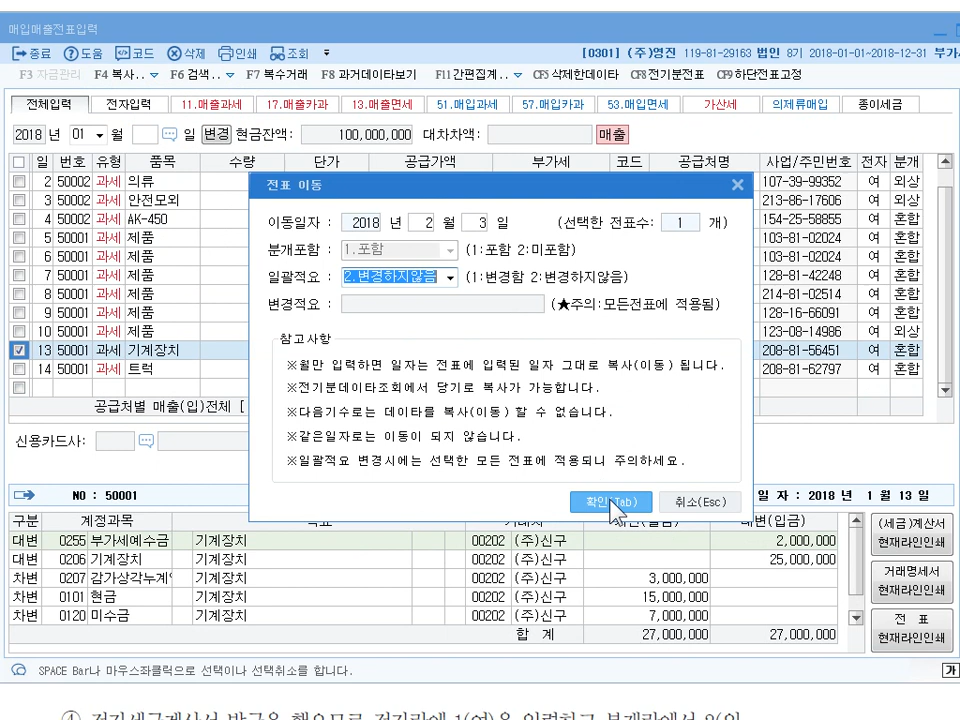 매입매출전표입력
종료 도움 코드 삭제 인쇄 조회 [0301] (주)영진 119-81-29163 법인 8기 2018-01-01~2018-12-31 부가
F3 자금관리 F4 복사.. F6 검색.. F7 복수거래 F8 과거데이타보기 F11간편집계.. CF5 삭제한데이타 CF8전기분전표 CF9하단전표고정
전체입력 전자입력 11.매출과세 17.매출카과 13.매출면세 51.매입과세 57.매입카과 53.매입면세 가산세 의제류매입 종이세금
2018 년 01 월 일 변경 현금잔액: 100,000,000 대차차액: 매출
일 번호 유형 품목 수량 단가 공급가액 부가세 코드 공급처명 사업/주민번호 전자 분개
2 50002 과세 의류 107-39-99352 여 외상
3 50002 과세 안전모외 213-86-17606 여 외상
4 50002 과세 AK-450 154-25-58855 여 혼합
5 50001 과세 제품 103-81-02024 여 혼합
6 50001 과세 제품 103-81-02024 여 혼합
7 50001 과세 제품 128-81-42248 여 혼합
8 50001 과세 제품 214-81-02514 여 혼합
9 50001 과세 제품 128-16-66091 여 혼합
10 50001 과세 제품 123-08-14986 여 외상
13 50001 과세 기계장치 208-81-56451 여 혼합
14 50001 과세 트럭 208-81-62797 여 혼합
공급처별 매출(입)전체 [
신용카드사:
전표 이동
이동일자 : 2018 년 2 월 3 일 (선택한 전표수: 1 개)
분개포함 : 1.포함 (1:포함 2:미포함)
일괄적요 : 2.변경하지않음 (1:변경함 2:변경하지않음)
변경적요 : (★주의:모든전표에 적용됨)
참고사항
※월만 입력하면 일자는 전표에 입력된 일자 그대로 복사(이동) 됩니다.
※전기분데이타조회에서 당기로 복사가 가능합니다.
※다음기수로는 데이타를 복사(이동) 할 수 없습니다.
※같은일자로는 이동이 되지 않습니다.
※일괄적요 변경시에는 선택한 모든 전표에 적용되니 주의하세요.
확인(Tab) 취소(Esc)
NO : 50001 일 자 : 2018 년 1 월 13 일
구분 계정과목 대변(입금)
대변 0255 부가세예수금 기계장치 00202 (주)신구 2,000,000
대변 0206 기계장치 기계장치 00202 (주)신구 25,000,000
차변 0207 감가상각누계 기계장치 00202 (주)신구 3,000,000
차변 0101 현금 기계장치 00202 (주)신구 15,000,000
차변 0120 미수금 기계장치 00202 (주)신구 7,000,000
합 계 27,000,000 27,000,000
(세금)계산서
현재라인인쇄
거래명세서
현재라인인쇄
전 표
현재라인인쇄
SPACE Bar나 마우스좌클릭으로 선택이나 선택취소를 합니다. 가